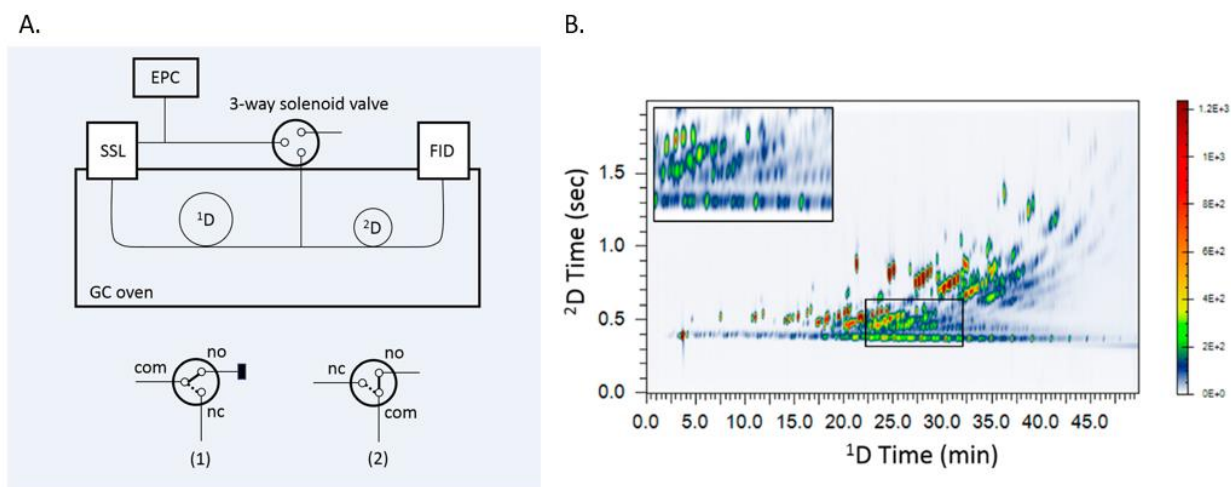 A.
EPC
3-way solenoid valve
SSL
FID
¹D
²D
GC oven
com
no
nc
(1)
nc
no
com
(2)
B.
²D Time (sec)
1.5
1.0
0.5
0.0
0.0 5.0 10.0 15.0 20.0 25.0 30.0 35.0 40.0 45.0
¹D Time (min)
1.2E+3
1E+3
8E+2
6E+2
4E+2
2E+2
0E+0